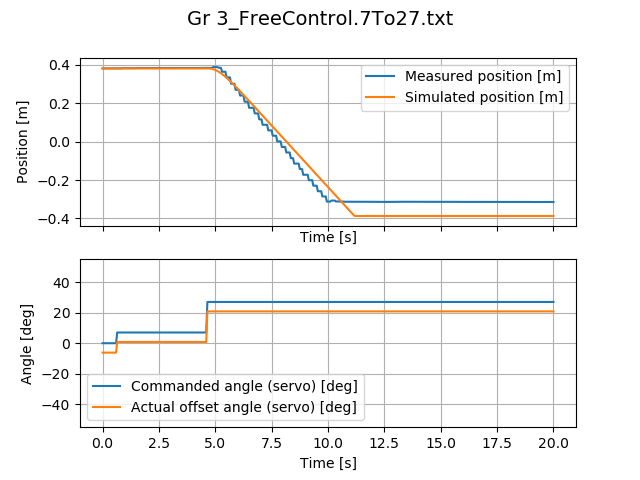 Gr 3_FreeControl.7To27.txt
Position [m]
0.4
0.2
0.0
−0.2
−0.4
Measured position [m]
Simulated position [m]
Time [s]
Angle [deg]
40
20
0
−20
−40
Commanded angle (servo) [deg]
Actual offset angle (servo) [deg]
0.0 2.5 5.0 7.5 10.0 12.5 15.0 17.5 20.0
Time [s]